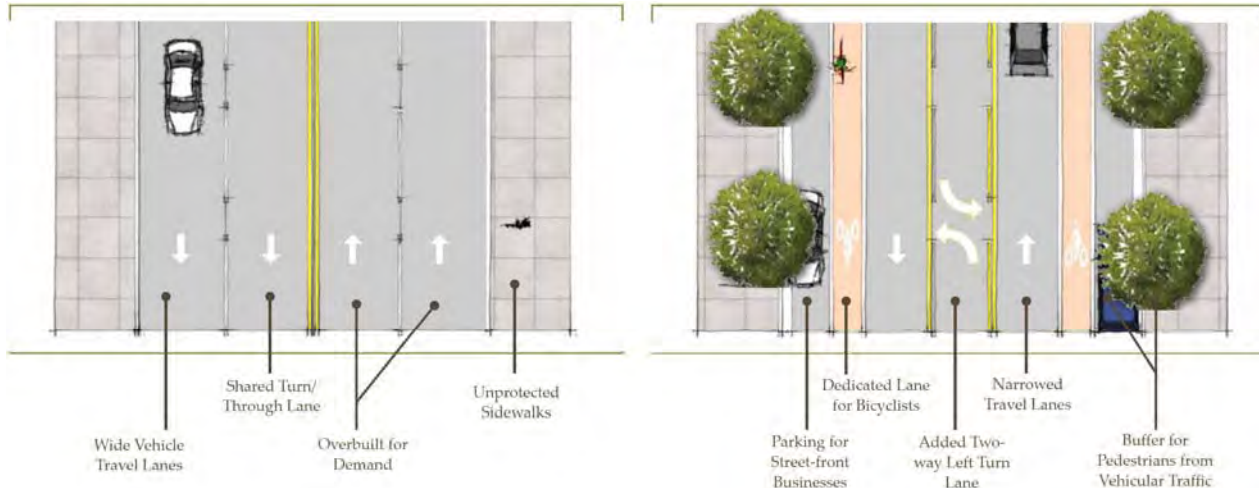 Wide Vehicle
Travel Lanes
Shared Turn/
Through Lane
Overbuilt for
Demand
Unprotected
Sidewalks
Parking for
Street-front
Businesses
Dedicated Lane
for Bicyclists
Added Two-
way Left Turn
Lane
Narrowed
Travel Lanes
Buffer for
Pedestrians from
Vehicular Traffic